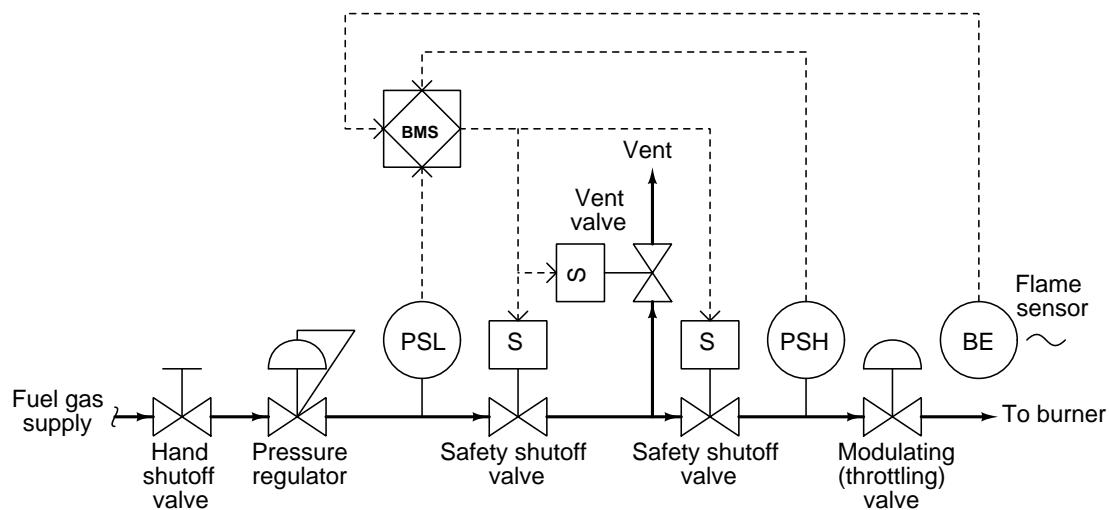 BMS
Vent
Vent
valve
S
Flame
sensor
PSL
S
S
PSH
BE
Fuel gas
supply
To burner
Hand
shutoff
valve
Pressure
regulator
Safety shutoff
valve
Safety shutoff
valve
Modulating
(throttling)
valve